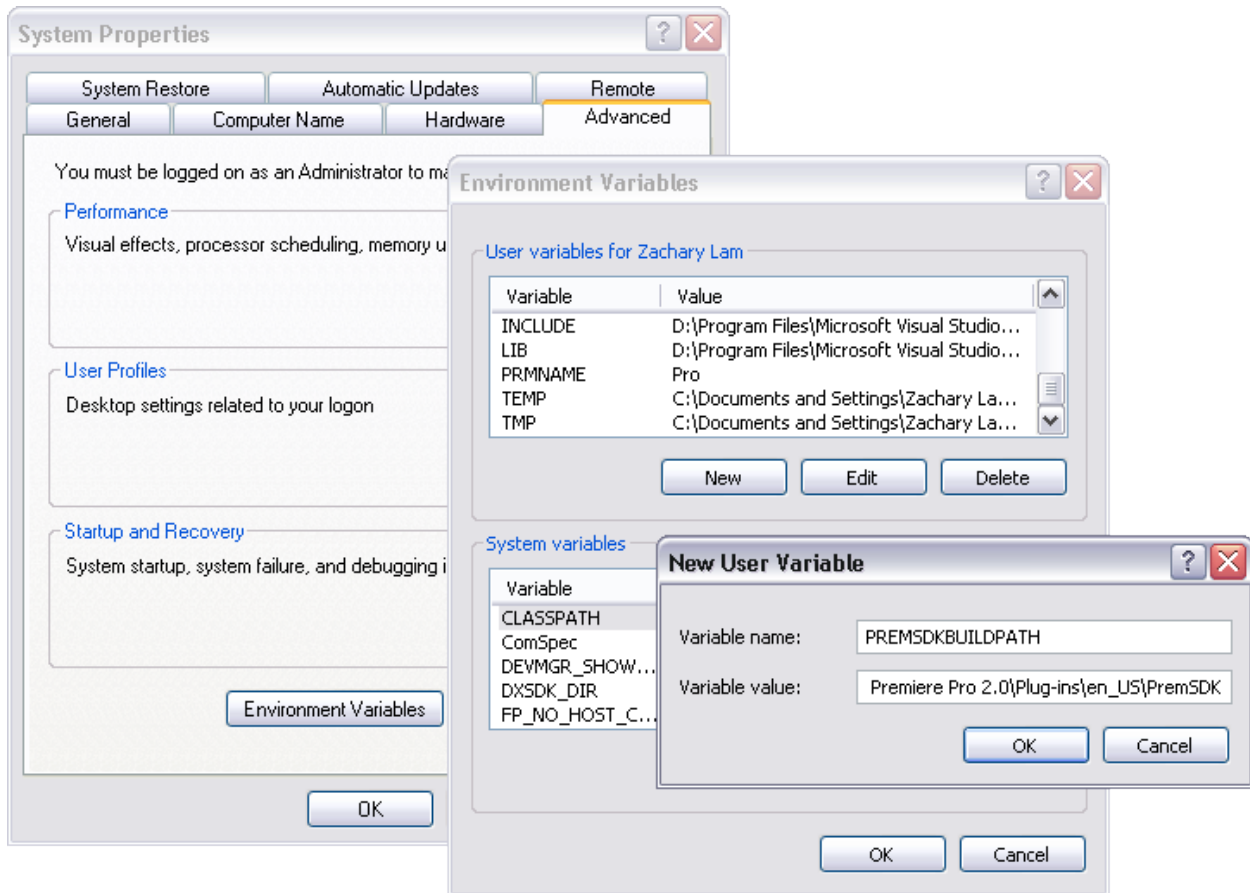 System Properties
System Restore Automatic Updates Remote
General Computer Name Hardware Advanced
You must be logged on as an Administrator to ma
Performance
Visual effects, processor scheduling, memory u
User Profiles
Desktop settings related to your logon
Startup and Recovery
System startup, system failure, and debugging i
Environment Variables
OK
Environment Variables
User variables for Zachary Lam
Variable Value
INCLUDE D:\Program Files\Microsoft Visual Studio...
LIB D:\Program Files\Microsoft Visual Studio...
PRMNAME Pro
TEMP C:\Documents and Settings\Zachary La...
TMP C:\Documents and Settings\Zachary La...
New Edit Delete
System variables
Variable
CLASSPATH
ComSpec
DEVMGR_SHOW...
DXSDK_DIR
FP_NO_HOST_C...
OK Cancel
New User Variable
Variable name: PREMSDKBUILDPATH
Variable value: Premiere Pro 2.0\Plug-ins\en_US\PremSDK
OK Cancel